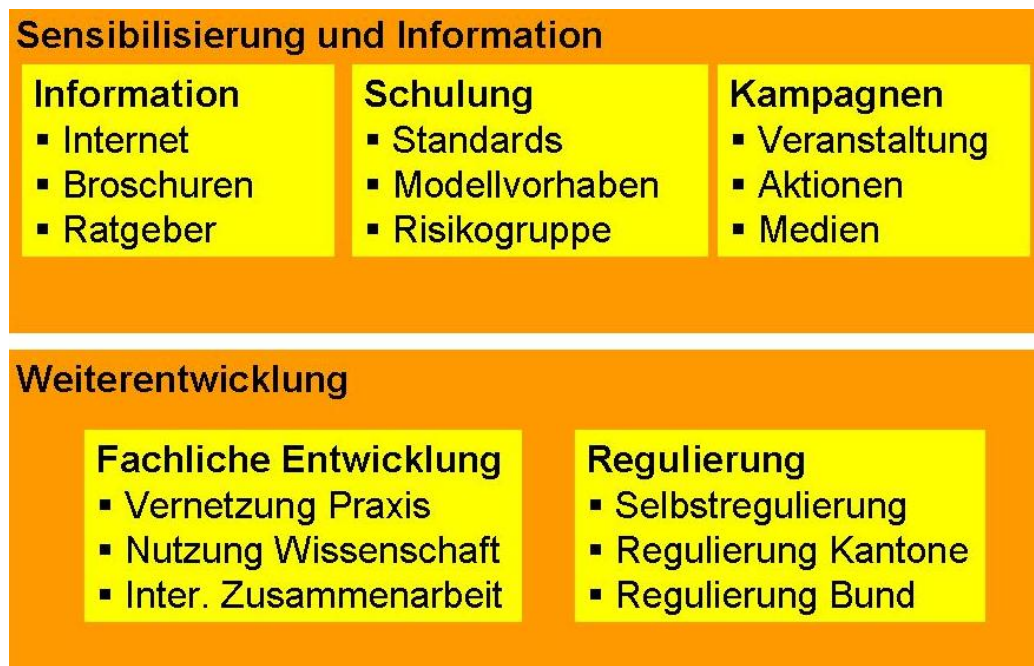 Sensibilisierung und Information
Information
▪ Internet
▪ Broschuren
▪ Ratgeber
Schulung
▪ Standards
▪ Modellvorhaben
▪ Risikogruppe
Kampagnen
▪ Veranstaltung
▪ Aktionen
▪ Medien
Weiterentwicklung
Fachliche Entwicklung
▪ Vernetzung Praxis
▪ Nutzung Wissenschaft
▪ Inter. Zusammenarbeit
Regulierung
▪ Selbstregulierung
▪ Regulierung Kantone
▪ Regulierung Bund